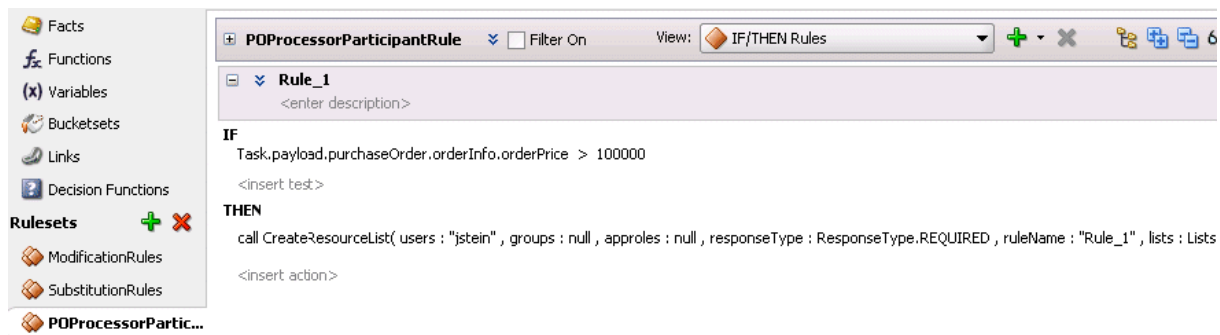 Facts
Functions
(x) Variables
Bucketsets
Links
Decision Functions
Rulesets
ModificationRules
SubstitutionRules
POProcessorPartic...
POProcessorParticipantRule Filter On View: IF/THEN Rules
Rule_1
<enter description>
IF
Task.payload.purchaseOrder.orderInfo.orderPrice > 100000
<insert test>
THEN
call CreateResourceList( users : "jstein" , groups : null , approles : null , responseType : ResponseType.REQUIRED , ruleName : "Rule_1" , lists : Lists
<insert action>